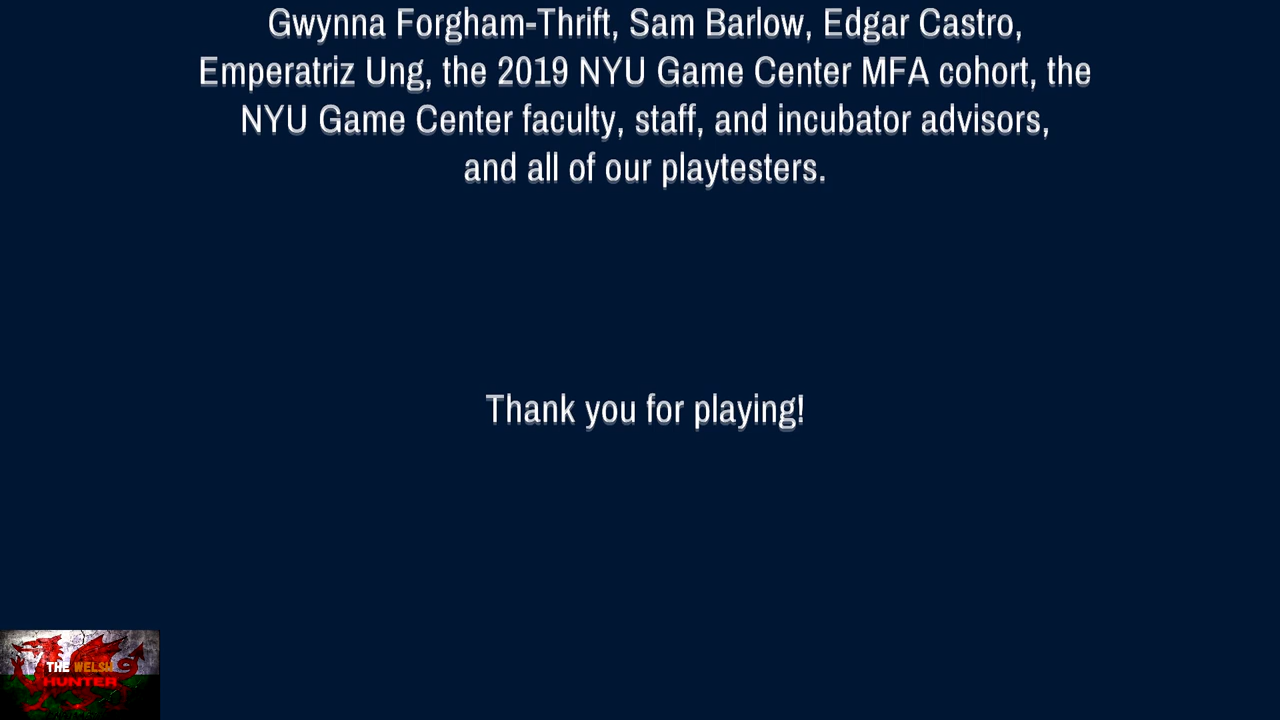 Gwynna Forgham-Thrift, Sam Barlow, Edgar Castro,
Emperatriz Ung, the 2019 NYU Game Center MFA cohort, the
NYU Game Center faculty, staff, and incubator advisors,
and all of our playtesters.
Thank you for playing!
THE WELSH
HUNTER